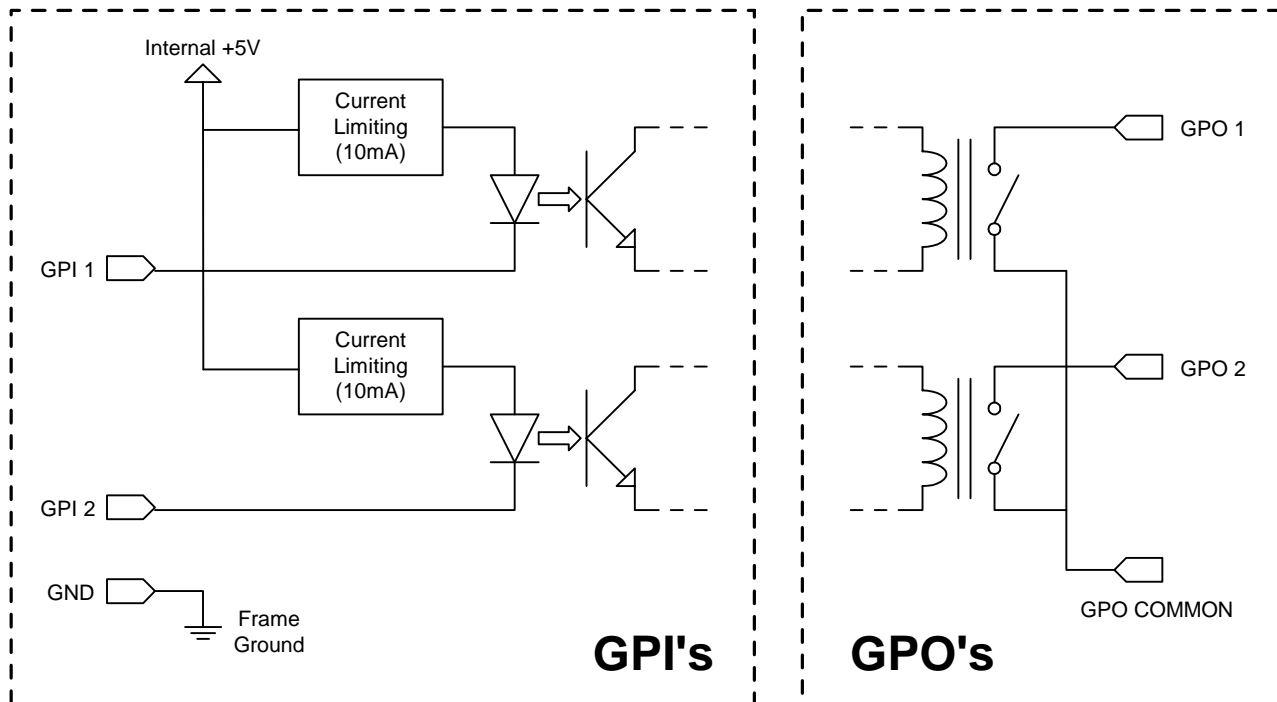 Internal +5V
Current
Limiting
(10mA)
GPI 1
Current
Limiting
(10mA)
GPI 2
GND
Frame
Ground
GPI's
GPO 1
GPO 2
GPO COMMON
GPO's